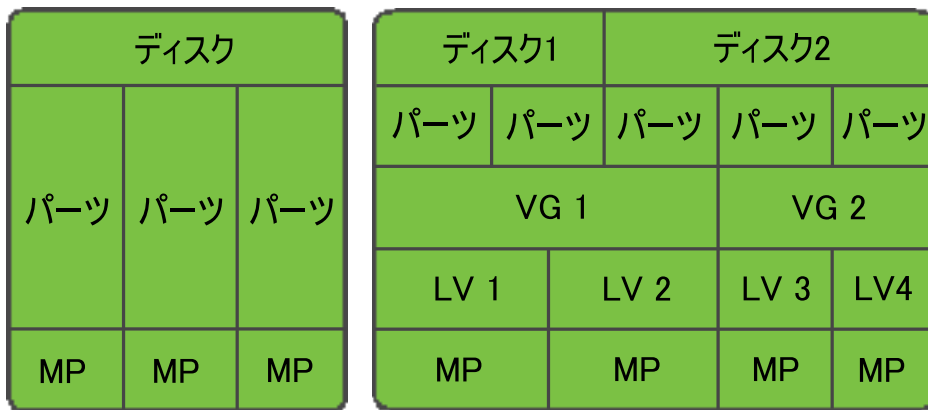 ディスク
パーツ パーツ パーツ
MP MP MP
ディスク1 ディスク2
パーツ パーツ パーツ パーツ パーツ
VG 1 VG 2
LV 1 LV 2 LV 3 LV4
MP MP MP MP